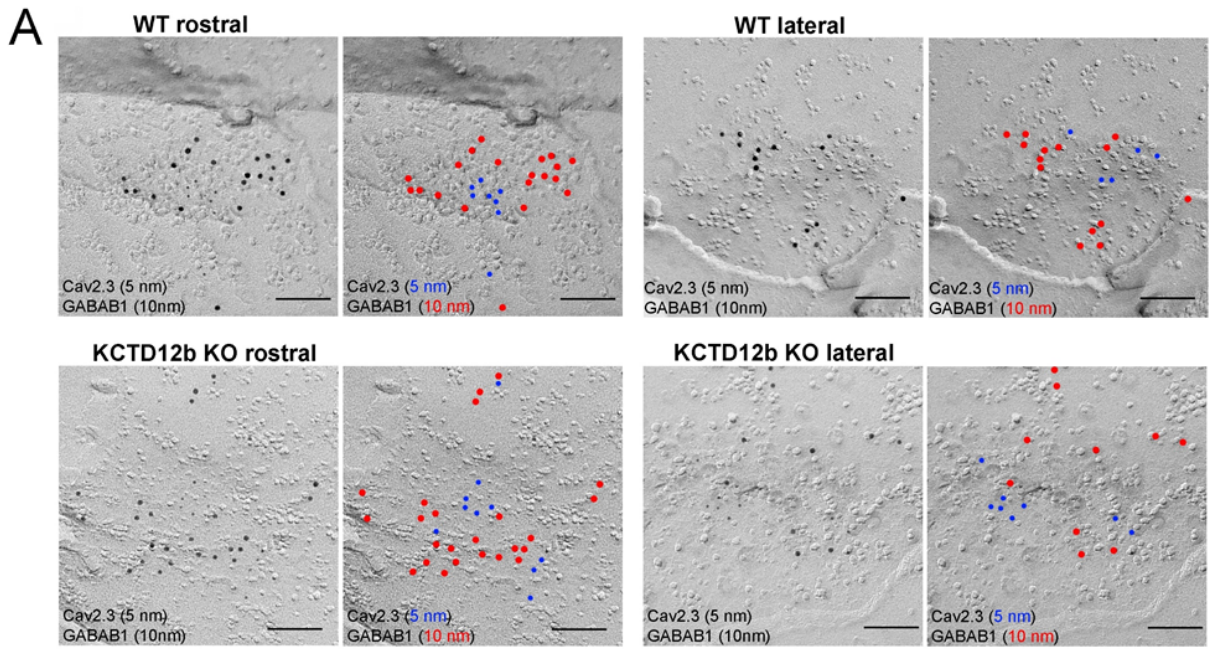 A
WT rostral
WT lateral
Cav2.3 (5 nm)
GABAB1 (10nm)
Cav2.3 (5 nm)
GABAB1 (10 nm)
Cav2.3 (5 nm)
GABAB1 (10nm)
Cav2.3 (5 nm)
GABAB1 (10 nm)
KCTD12b KO rostral
KCTD12b KO lateral
Cav2.3 (5 nm)
GABAB1 (10nm)
Cav2.3 (5 nm)
GABAB1 (10 nm)
Cav2.3 (5 nm)
GABAB1 (10nm)
Cav2.3 (5 nm)
GABAB1 (10 nm)